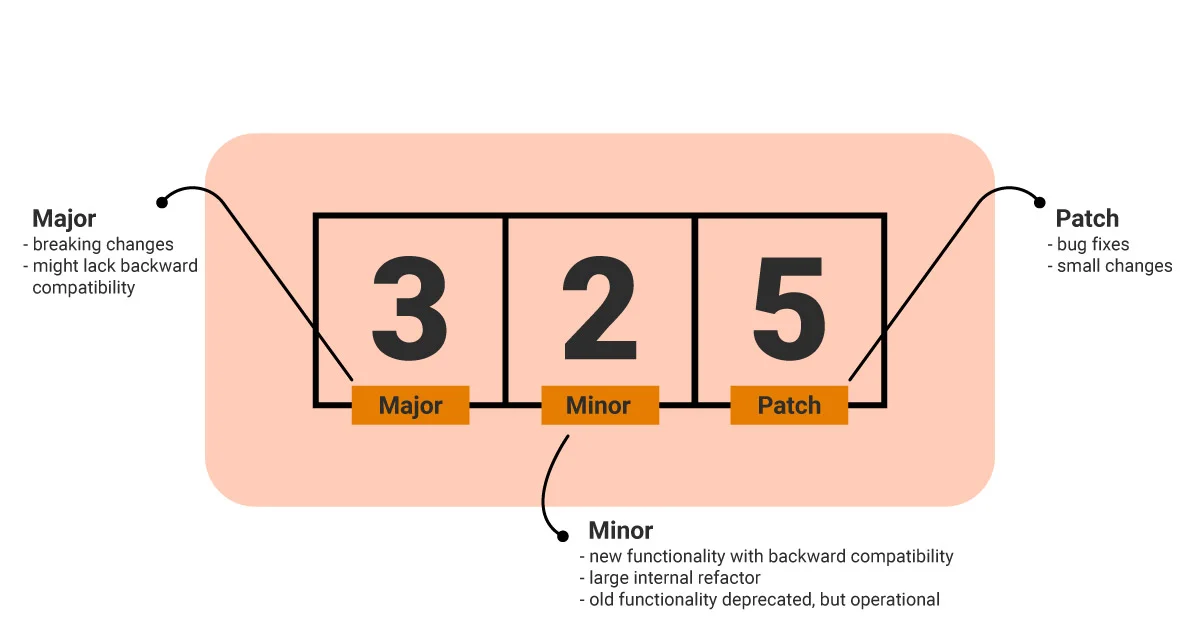 Major
- breaking changes
- might lack backward
compatibility
3 2 5
Major Minor Patch
Patch
- bug fixes
- small changes
Minor
- new functionality with backward compatibility
- large internal refactor
- old functionality deprecated, but operational